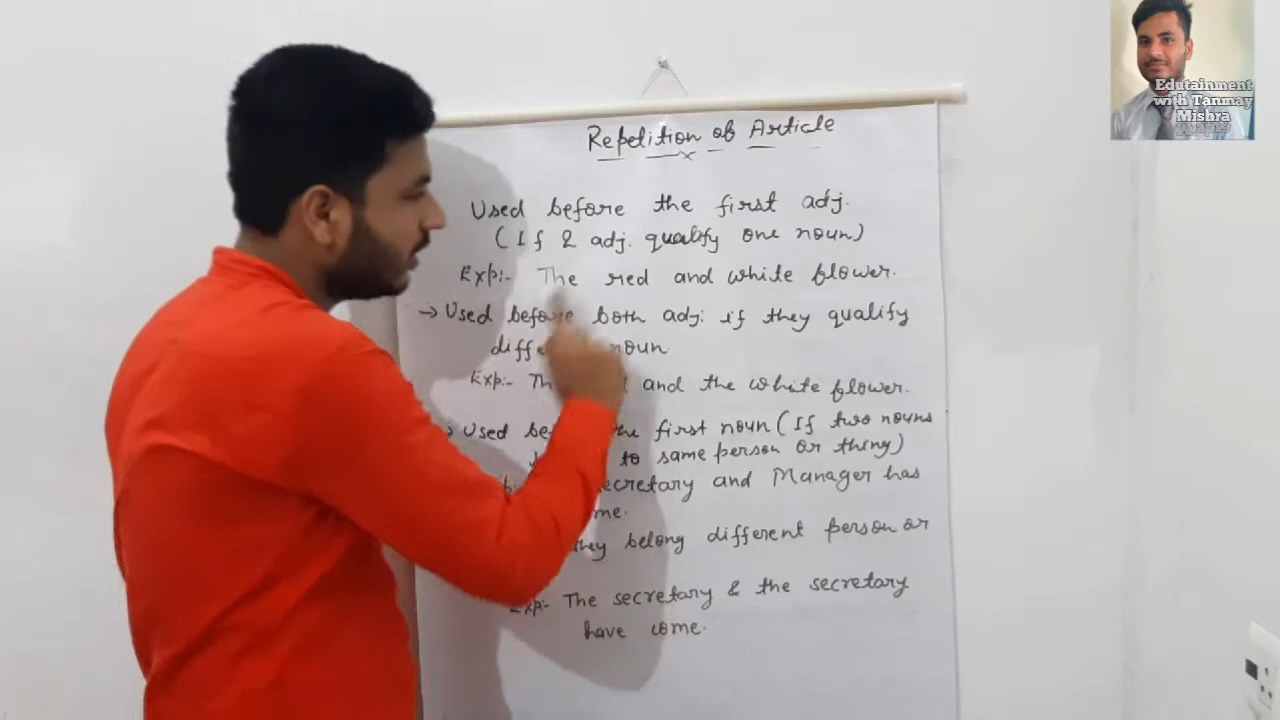 Edutainment
with Tanmay
Mishra
Repetition of Article
Used before the first adj.
(If 2 adj. qualify one noun)
Exp:- The red and white flower.
→ Used before both adj. if they qualify
noun.
Exp:- and the white flower.
Used the first noun (If two nouns
to same person or thing)
and Manager has
they belong different person or
Exp:- The secretary & the secretary
have come.